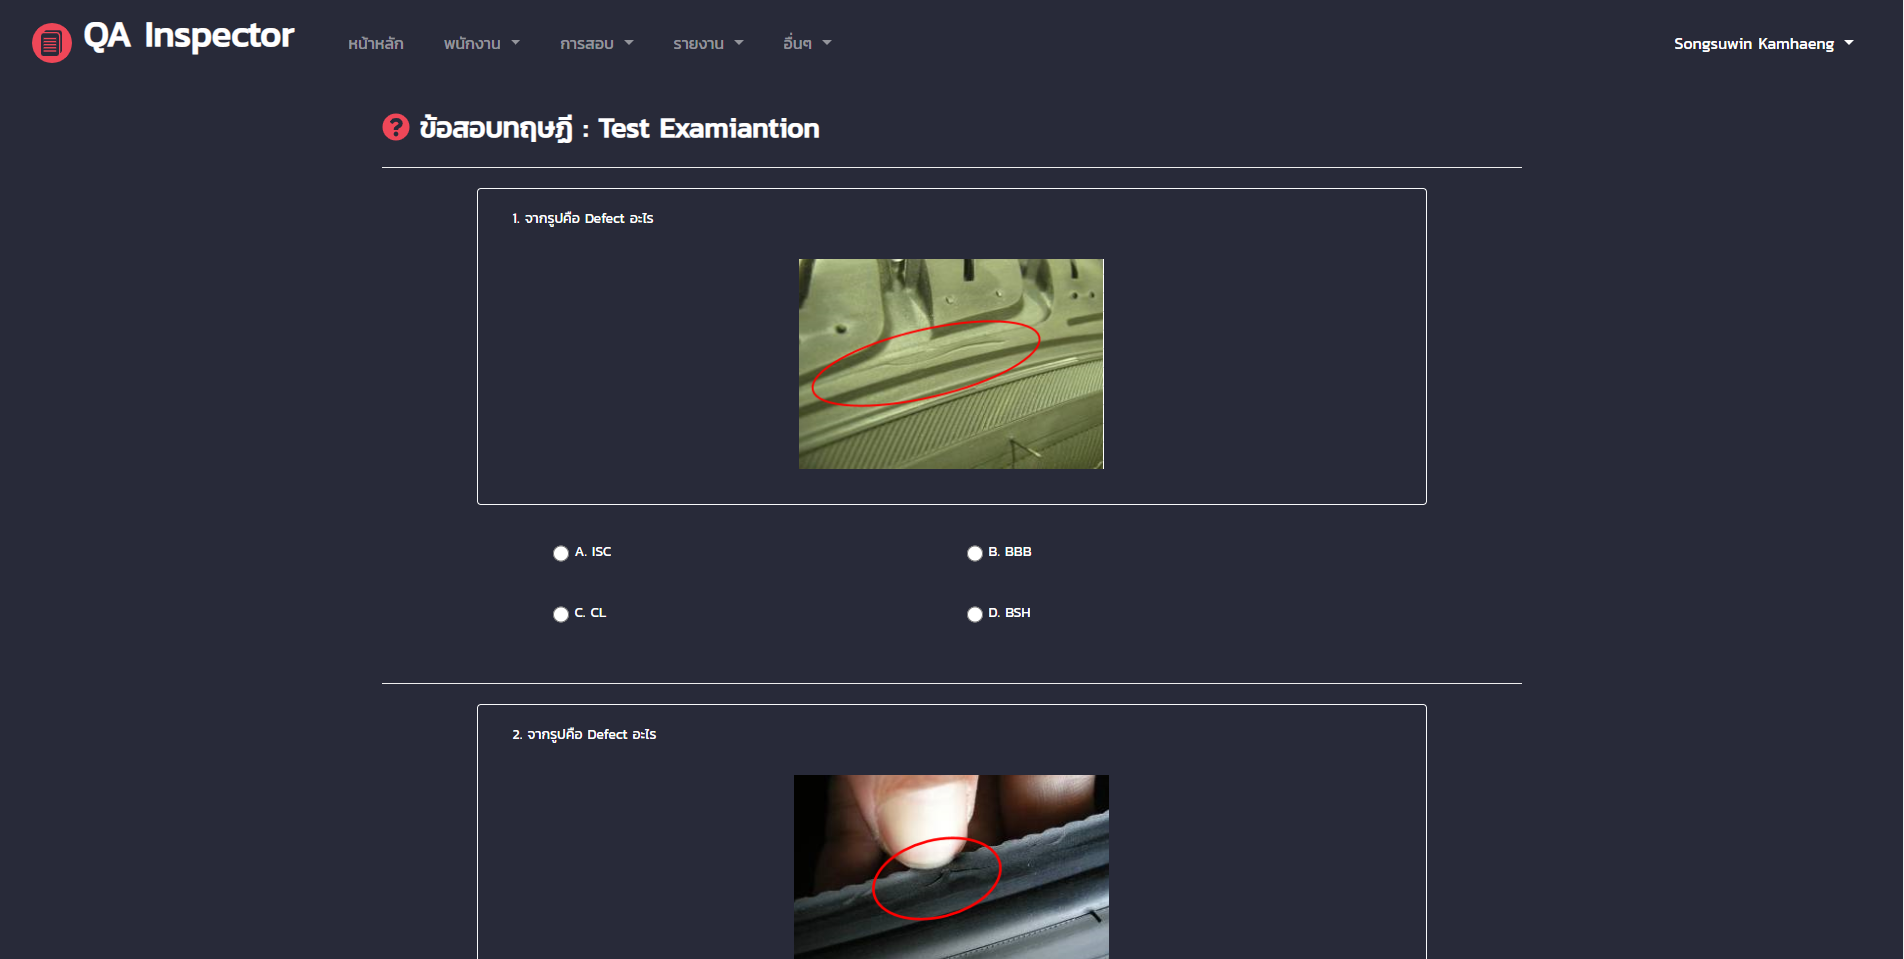 QA Inspector
หน้าหลัก พนักงาน การสอบ รายงาน อื่นๆ Songsuwin Kamhaeng
ข้อสอบทฤษฏี : Test Examiantion
1. จากรูปคือ Defect อะไร
A. ISC B. BBB
C. CL D. BSH
2. จากรูปคือ Defect อะไร